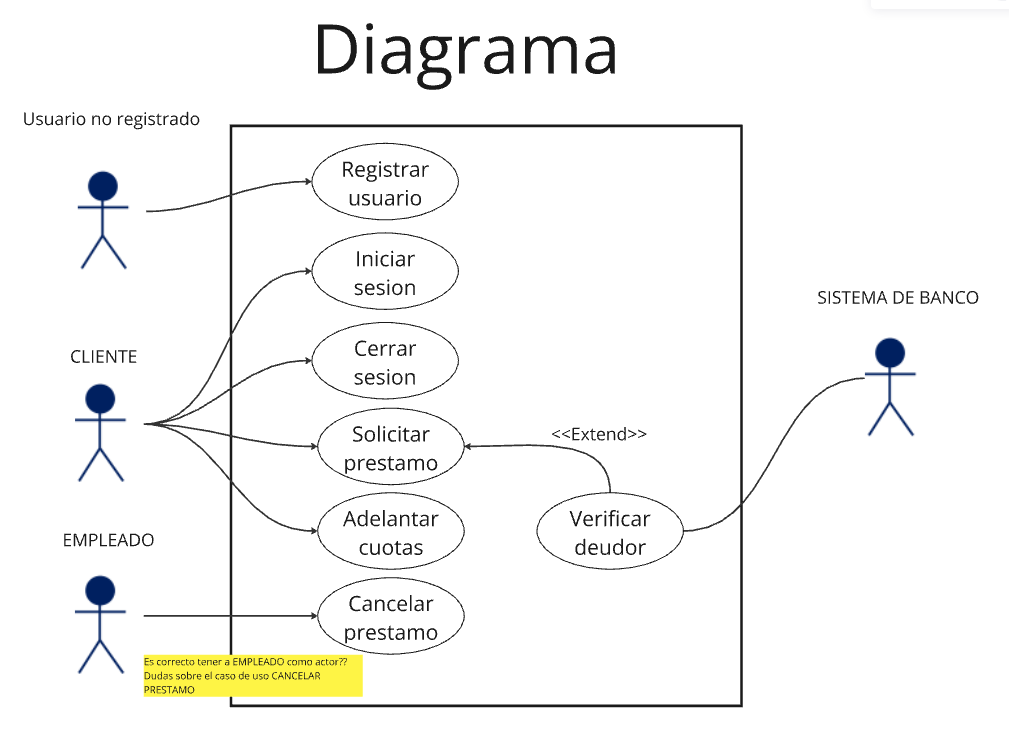 Diagrama
Usuario no registrado
Registrar
usuario
Iniciar
sesion
SISTEMA DE BANCO
Cerrar
sesion
CLIENTE
Solicitar
prestamo
<<Extend>>
Adelantar
cuotas
Verificar
deudor
EMPLEADO
Cancelar
prestamo
Es correcto tener a EMPLEADO como actor??
Dudas sobre el caso de uso CANCELAR
PRESTAMO